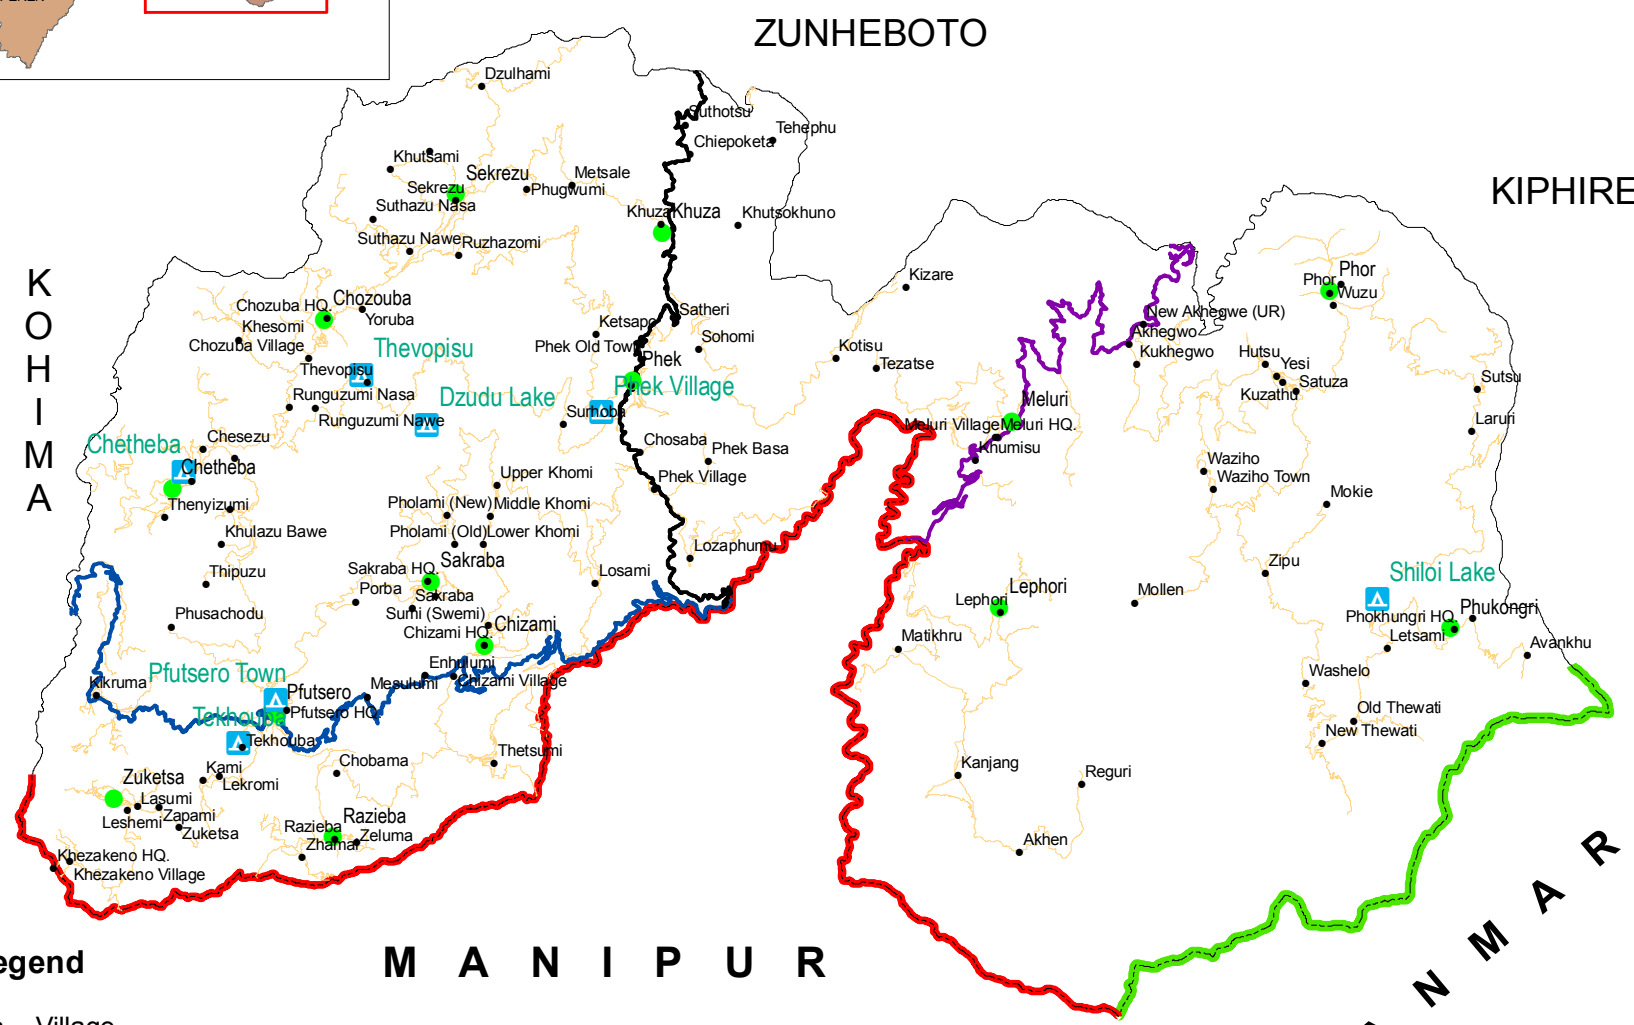 ZUNHEBOTO
KIPHIRE
KOHIMA
Dzulhami
Suthotsu
Tehephu
Chiepoketa
Khutsami
Sekrezu
Metsale
Sekrezu
Phugwumi
Suthazu Nasa
Khuza
Khuza
Khutsokhuno
Suthazu Nawe
Ruzhazomi
Kizare
Phor
Phor
Wuzu
Chozuba HQ.
Chozouba
Yoruba
Satheri
New Akhegwe (UR)
Khesomi
Ketsapo
Akhegwo
Chozuba Village
Thevopisu
Phek Old Town
Sohomi
Kotisu
Kukhegwo
Hutsu
Phek
Tezatse
Yesi
Thevopisu
Satuza
Sutsu
Runguzumi Nasa
Dzudu Lake
Phek Village
Kuzathu
Surhoba
Meluri
Runguzumi Nawe
Meluri Village
Meluri HQ.
Laruri
Chetheba
Chesezu
Chosaba
Phek Basa
Khumisu
Chetheba
Upper Khomi
Phek Village
Waziho
Waziho Town
Thenyizumi
Pholami (New)
Middle Khomi
Mokie
Khulazu Bawe
Pholami (Old)
Lower Khomi
Lozaphumu
Sakraba HQ.
Sakraba
Zipu
Thipuzu
Losami
Shiloi Lake
Porba
Sakraba
Lephori
Lephori
Mollen
Phusachodu
Sumi (Swemi)
Phokhungri HQ.
Phukongri
Chizami HQ.
Chizami
Matikhru
Letsami
Avankhu
Enhulumi
Pfutsero Town
Chizami Village
Washelo
Kikruma
Pfutsero
Mesulumi
Pfutsero HQ.
Old Thewati
Tekhouba
New Thewati
Tekhouba
Thetsumi
Kami
Chobama
Kanjang
Reguri
Zuketsa
Lekromi
Lasumi
Leshemi
Zapami
Razieba
Zuketsa
Razieba
Zeluma
Zhamai
Akhen
Khezakeno HQ.
Khezakeno Village
MANIPUR
NMAR
egend
Village